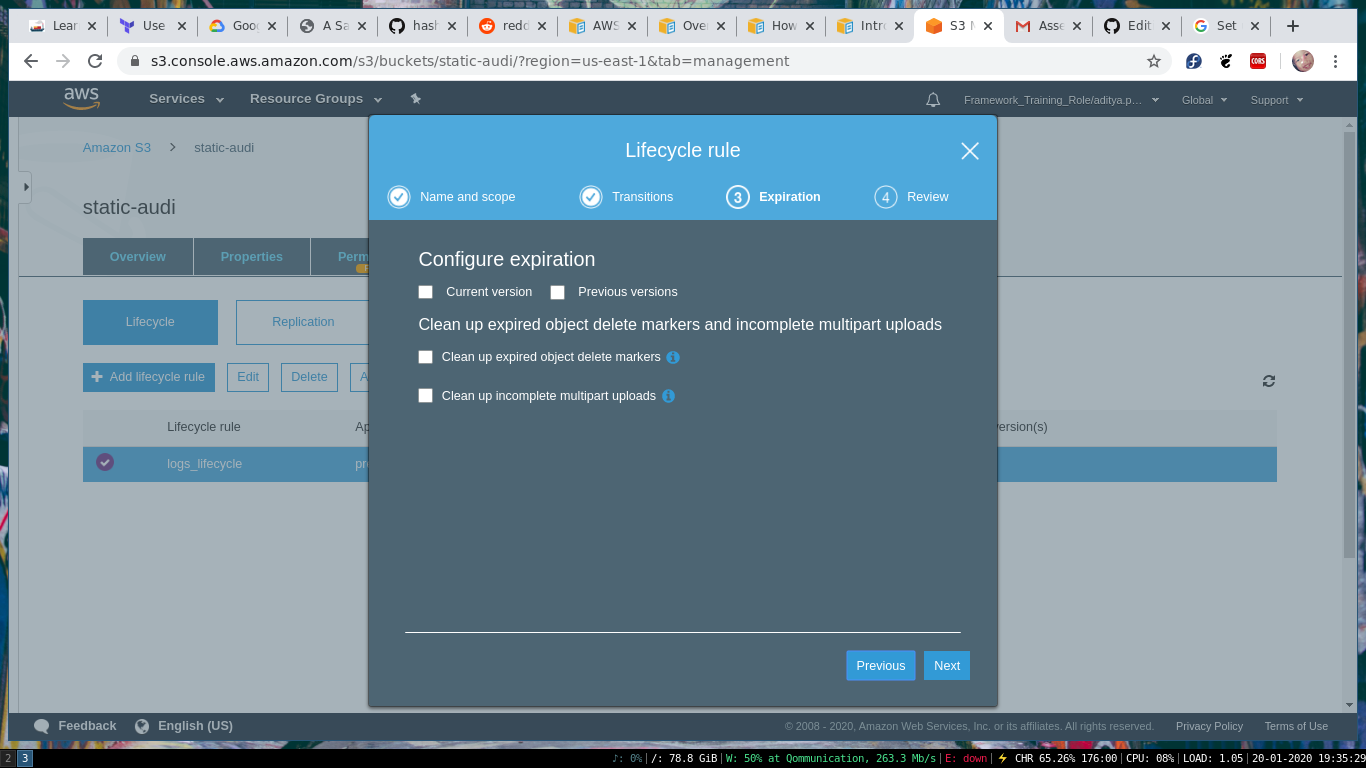 Learn
Use
Goog
A Sa
hash
redd
AWS
Over
How
Intro
S3 M
Asse
Edit
Set
s3.console.aws.amazon.com/s3/buckets/static-audi/?region=us-east-1&tab=management
CORS
aws
Services
Resource Groups
Framework_Training_Role/aditya.p...
Global
Support
Amazon S3
static-audi
static-audi
Overview
Properties
Perm
Lifecycle
Replication
Add lifecycle rule
Edit
Delete
A
Lifecycle rule
Ap
version(s)
logs_lifecycle
pr
Lifecycle rule
Name and scope
Transitions
3 Expiration
4 Review
Configure expiration
Current version
Previous versions
Clean up expired object delete markers and incomplete multipart uploads
Clean up expired object delete markers
Clean up incomplete multipart uploads
Previous
Next
Feedback
English (US)
© 2008 - 2020, Amazon Web Services, Inc. or its affiliates. All rights reserved.
Privacy Policy
Terms of Use
2 3
♪: 0%|/: 78.8 GiB|W: 50% at Qommunication, 263.3 Mb/s|E: down|⚡ CHR 65.26% 176:00|CPU: 08%|LOAD: 1.05|20-01-2020 19:35:29